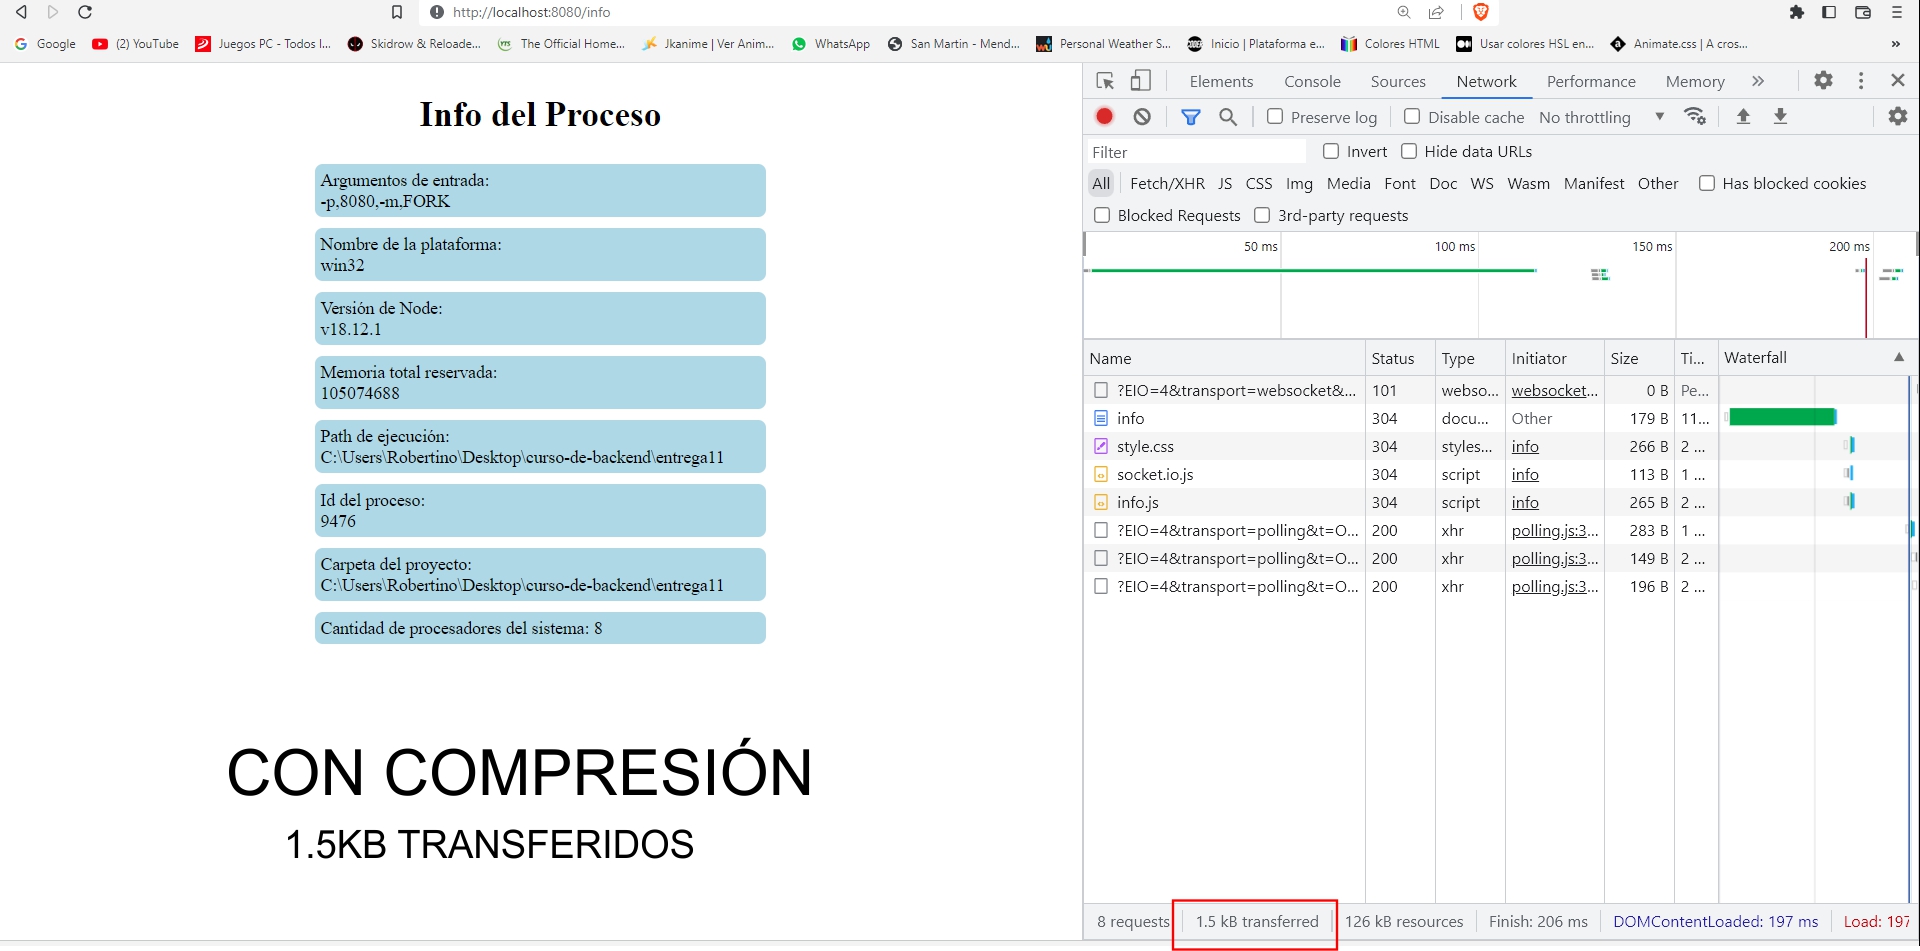 http://localhost:8080/info
Google (2) YouTube Juegos PC - Todos l... Skidrow & Reloade... The Official Home... Jkanime | Ver Anim... WhatsApp San Martin - Mend... Personal Weather S... Inicio | Plataforma e... Colores HTML Usar colores HSL en... Animate.css | A cros... »
Info del Proceso
Argumentos de entrada:
-p,8080,-m,FORK
Nombre de la plataforma:
win32
Versión de Node:
v18.12.1
Memoria total reservada:
105074688
Path de ejecución:
C:\Users\Robertino\Desktop\curso-de-backend\entrega11
Id del proceso:
9476
Carpeta del proyecto:
C:\Users\Robertino\Desktop\curso-de-backend\entrega11
Cantidad de procesadores del sistema: 8
CON COMPRESIÓN
1.5KB TRANSFERIDOS
Elements Console Sources Network Performance Memory »
Preserve log Disable cache No throttling
Filter Invert Hide data URLs
All Fetch/XHR JS CSS Img Media Font Doc WS Wasm Manifest Other Has blocked cookies
Blocked Requests 3rd-party requests
50 ms 100 ms 150 ms 200 ms
Name Status Type Initiator Size Ti... Waterfall
?EIO=4&transport=websocket&... 101 webso... websocket... 0 B Pe...
info 304 docu... Other 179 B 11...
style.css 304 styles... info 266 B 2 ...
socket.io.js 304 script info 113 B 1 ...
info.js 304 script info 265 B 2 ...
?EIO=4&transport=polling&t=O... 200 xhr polling.js:3... 283 B 1 ...
?EIO=4&transport=polling&t=O... 200 xhr polling.js:3... 149 B 2 ...
?EIO=4&transport=polling&t=O... 200 xhr polling.js:3... 196 B 2 ...
8 requests 1.5 kB transferred 126 kB resources Finish: 206 ms DOMContentLoaded: 197 ms Load: 197